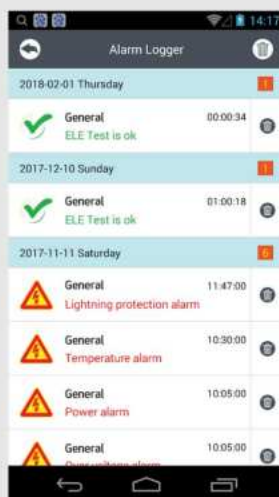 14:17
Alarm Logger
2018-02-01 Thursday 1
General 00:00:34
ELE Test is ok
2017-12-10 Sunday 1
General 01:00:18
ELE Test is ok
2017-11-11 Saturday 6
General 11:47:00
Lightning protection alarm
General 10:30:00
Temperature alarm
General 10:05:00
Power alarm
General 10:05:00
Over voltage alarm